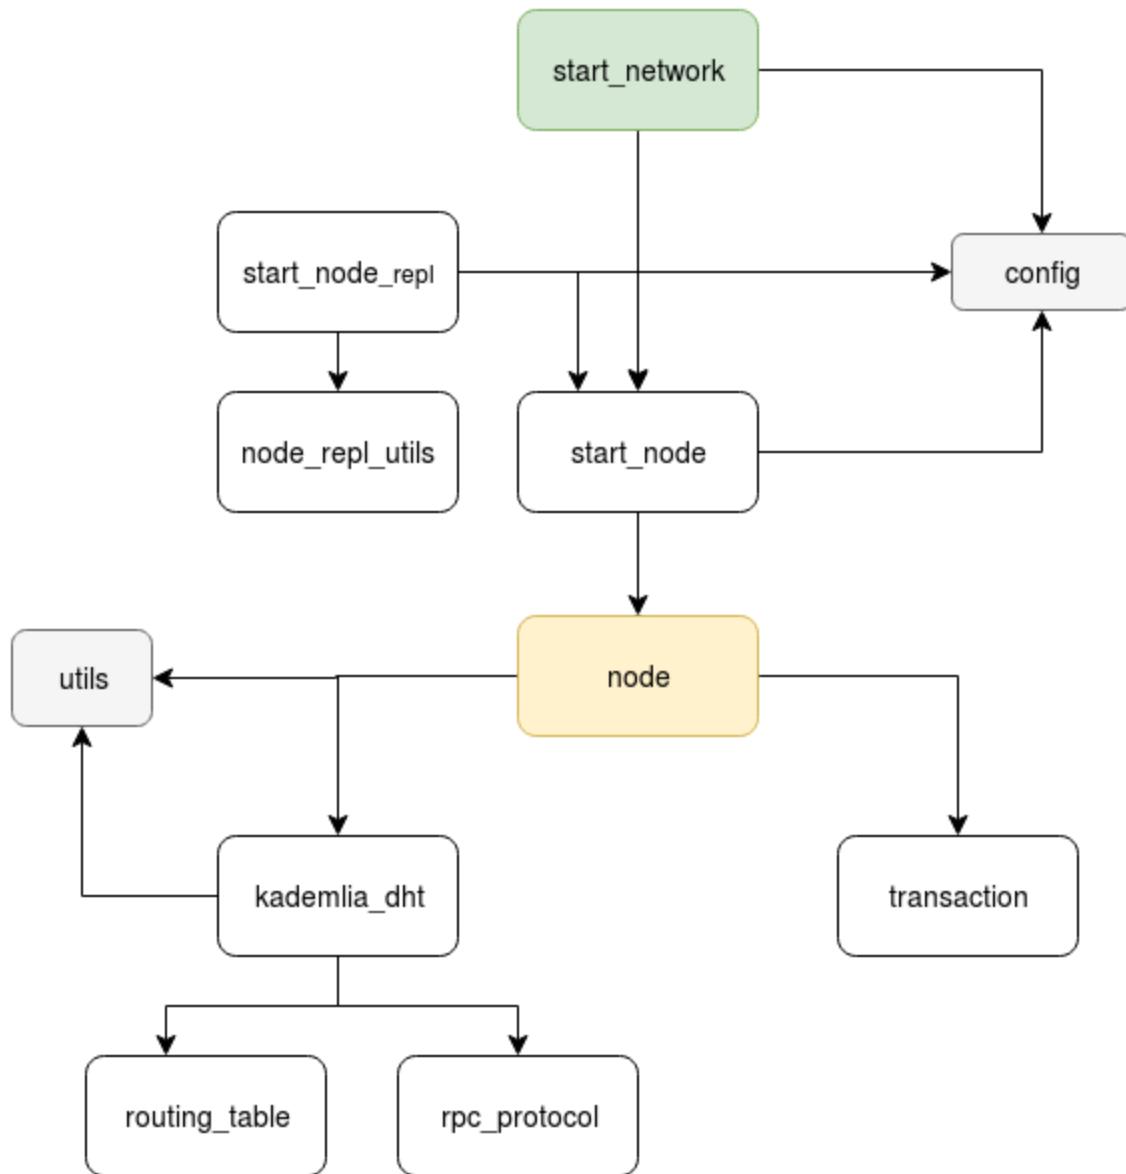 start_network
start_node_repl
config
node_repl_utils
start_node
utils
node
kademlia_dht
transaction
routing_table
rpc_protocol